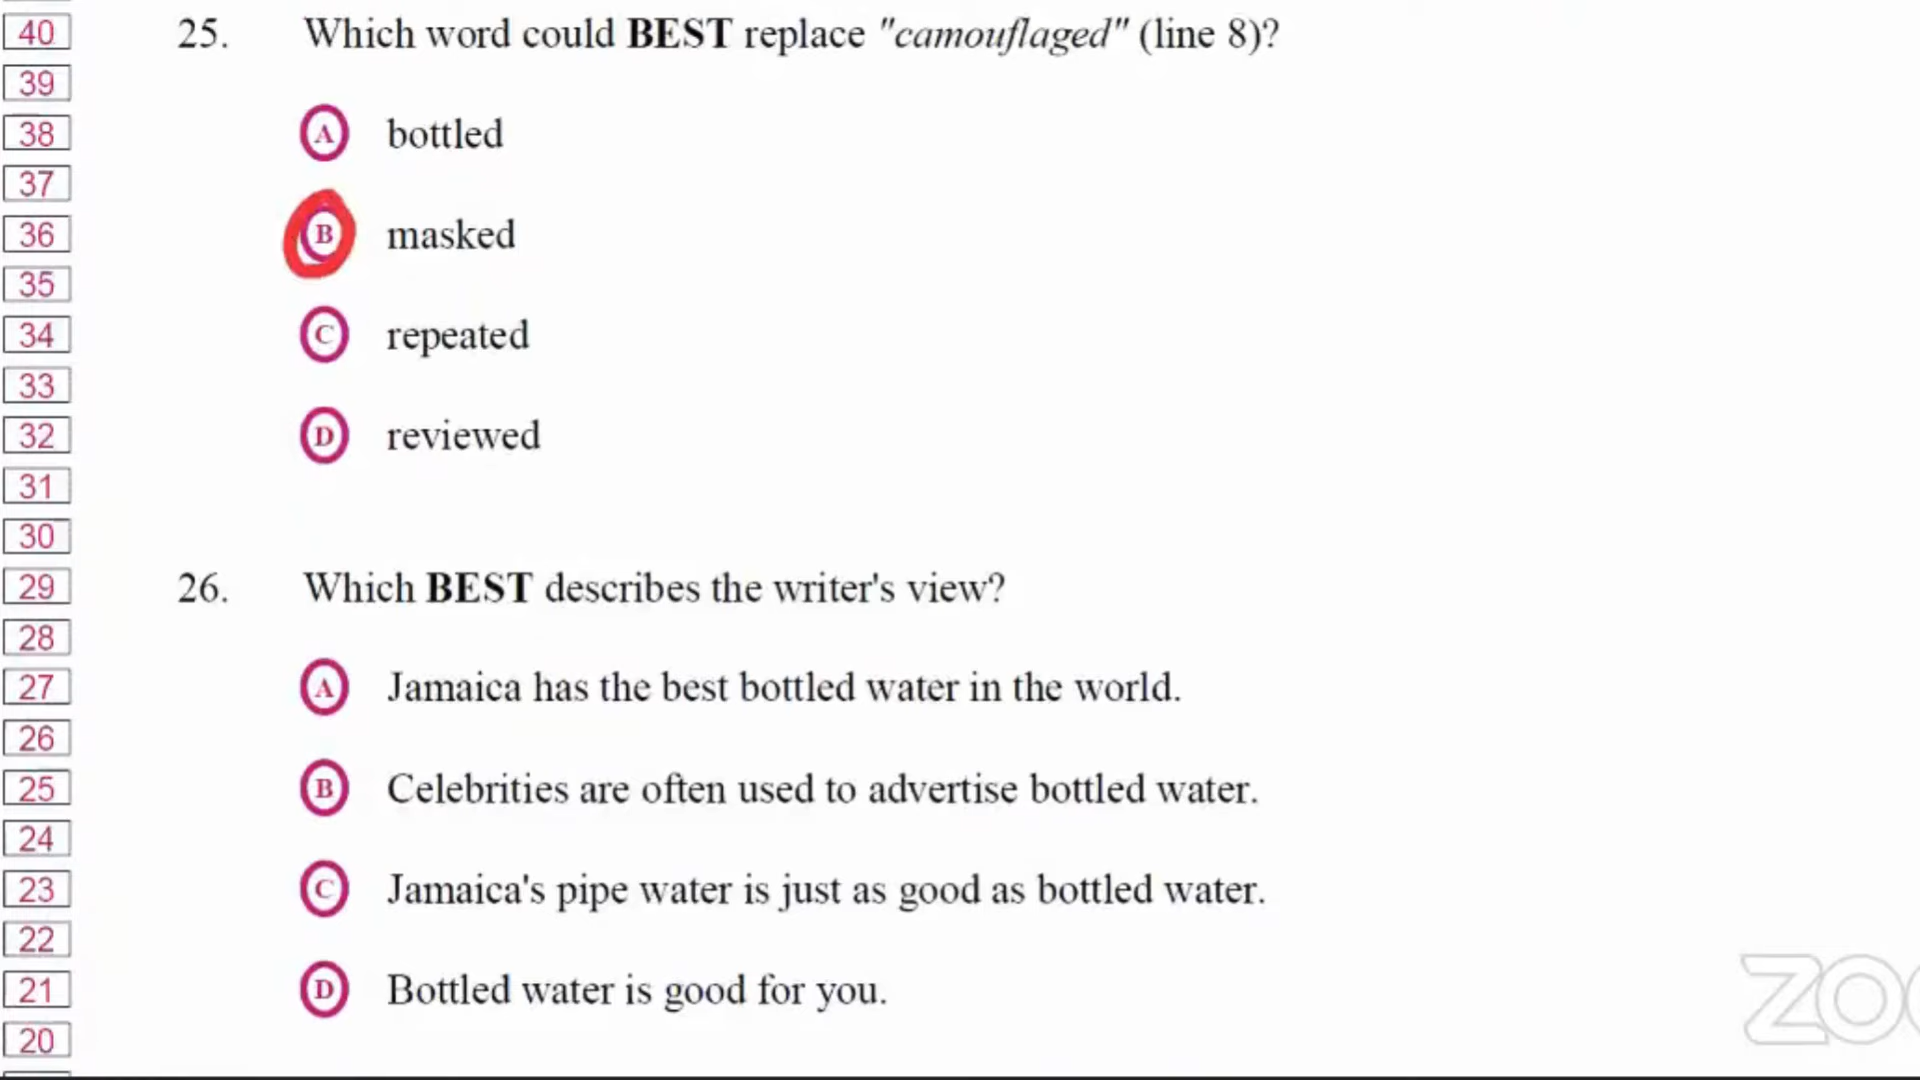 40 25. Which word could BEST replace "camouflaged" (line 8)?
39
38 A bottled
37
36 B masked
35
34 C repeated
33
32 D reviewed
31
30
29 26. Which BEST describes the writer's view?
28
27 A Jamaica has the best bottled water in the world.
26
25 B Celebrities are often used to advertise bottled water.
24
23 C Jamaica's pipe water is just as good as bottled water.
22
21 D Bottled water is good for you.
20